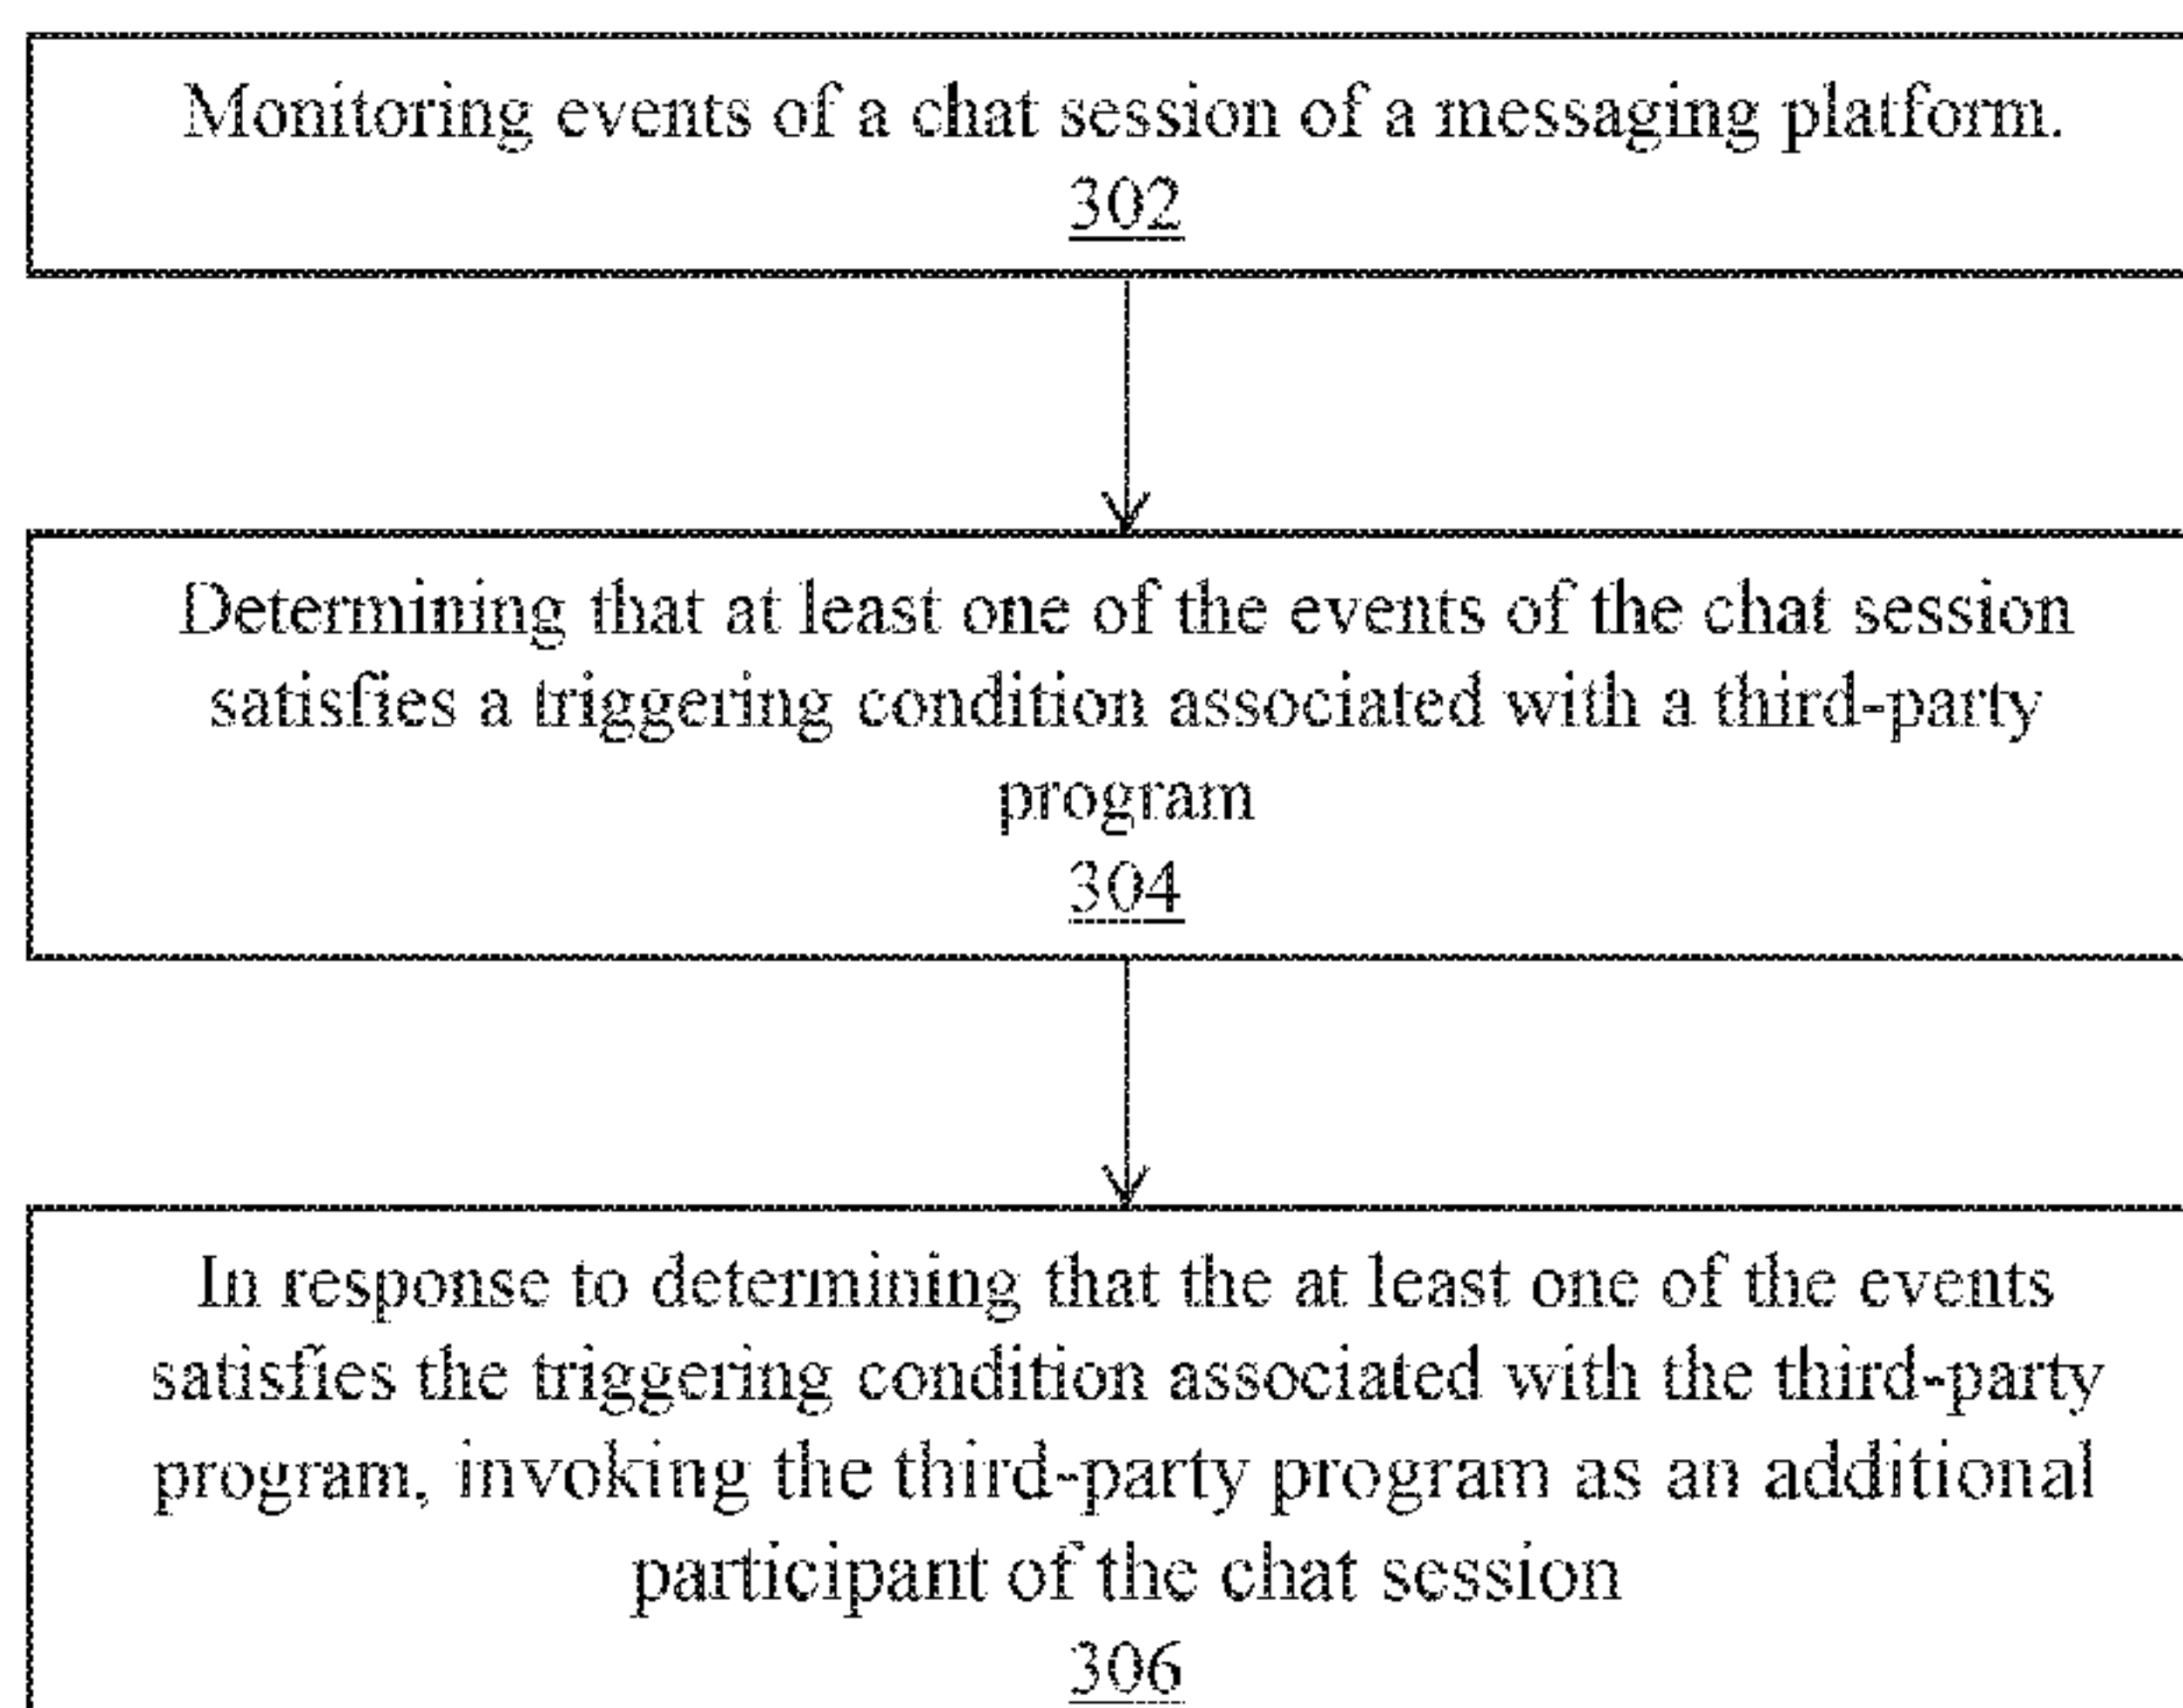 Monitoring events of a chat session of a messaging platform.
302
Determining that at least one of the events of the chat session
satisfies a triggering condition associated with a third-party
program
304
In response to determining that the at least one of the events
satisfies the triggering condition associated with the third-party
program, invoking the third-party program as an additional
participant of the chat session
306